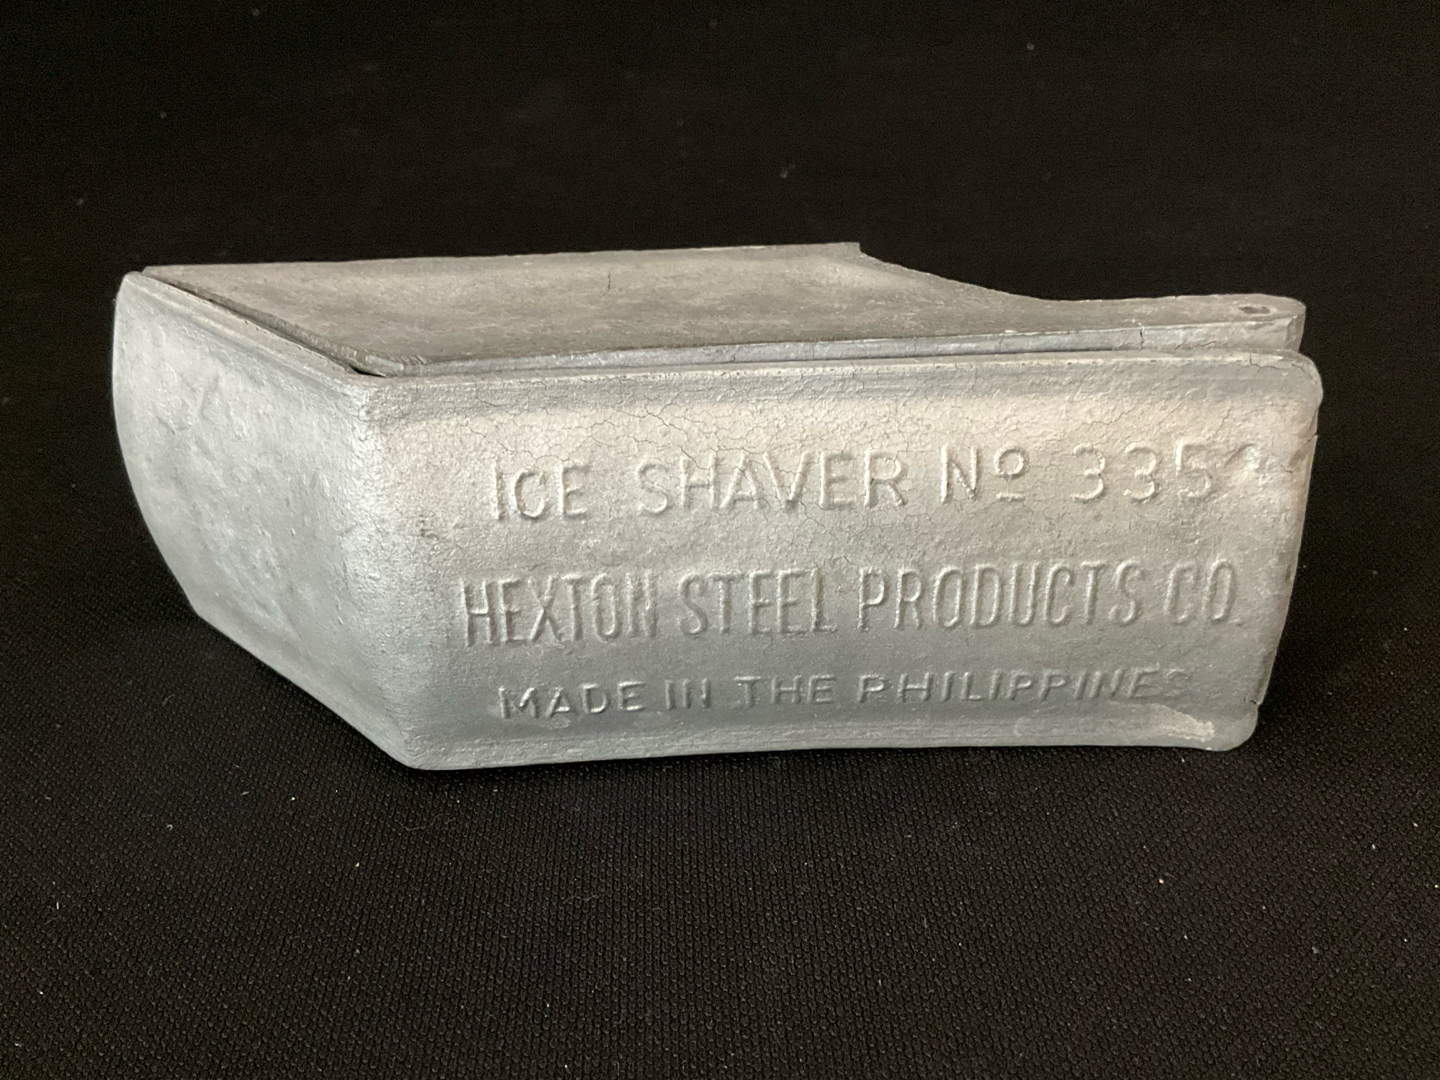 ICE SHAVER Nº 335
HEXTON STEEL PRODUCTS CO.
MADE IN THE PHILIPPINES